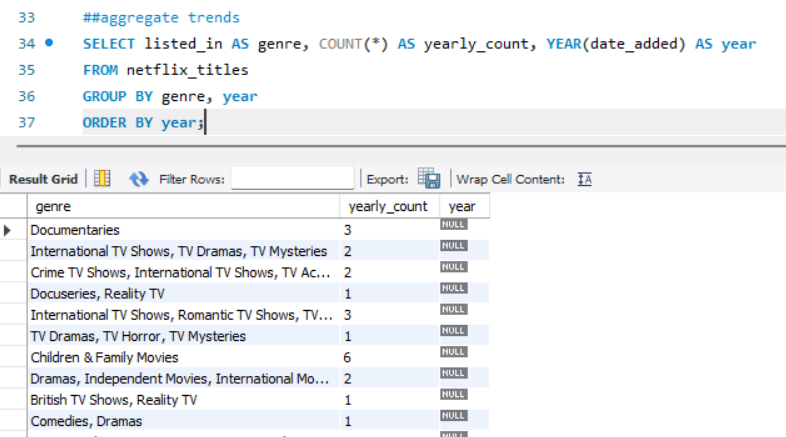 33 ##aggregate trends
34 SELECT listed_in AS genre, COUNT(*) AS yearly_count, YEAR(date_added) AS year
35 FROM netflix_titles
36 GROUP BY genre, year
37 ORDER BY year;
Result Grid Filter Rows: Export: Wrap Cell Content: IA
genre yearly_count year
Documentaries 3 NULL
International TV Shows, TV Dramas, TV Mysteries 2 NULL
Crime TV Shows, International TV Shows, TV Ac... 2 NULL
Docuseries, Reality TV 1 NULL
International TV Shows, Romantic TV Shows, TV... 3 NULL
TV Dramas, TV Horror, TV Mysteries 1 NULL
Children & Family Movies 6 NULL
Dramas, Independent Movies, International Mo... 2 NULL
British TV Shows, Reality TV 1 NULL
Comedies, Dramas 1 NULL
NULL